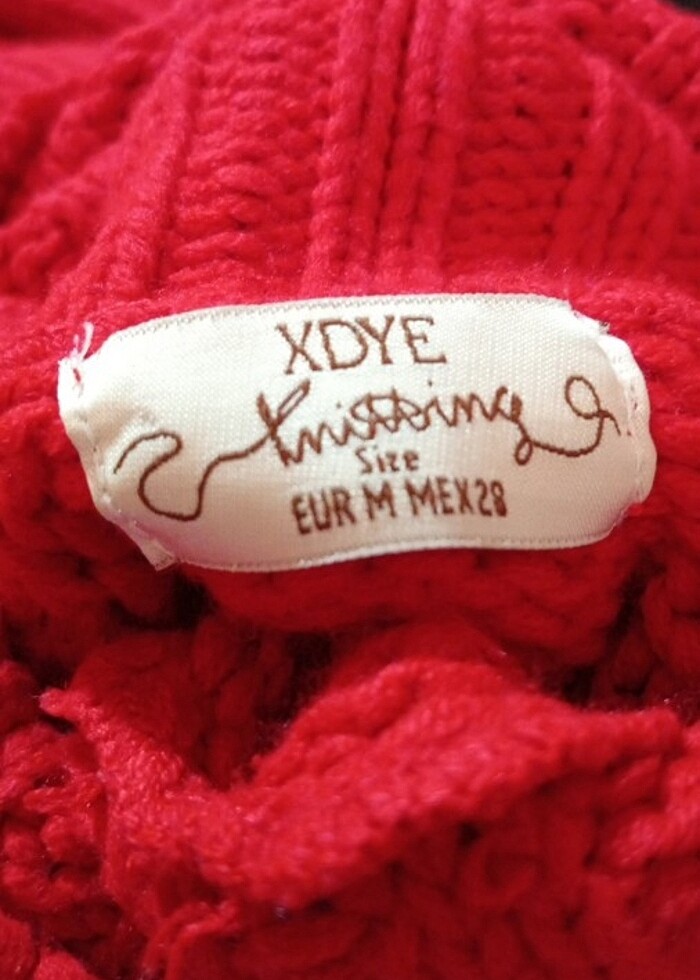 XDYE
knitting
Size
EUR M MEX28